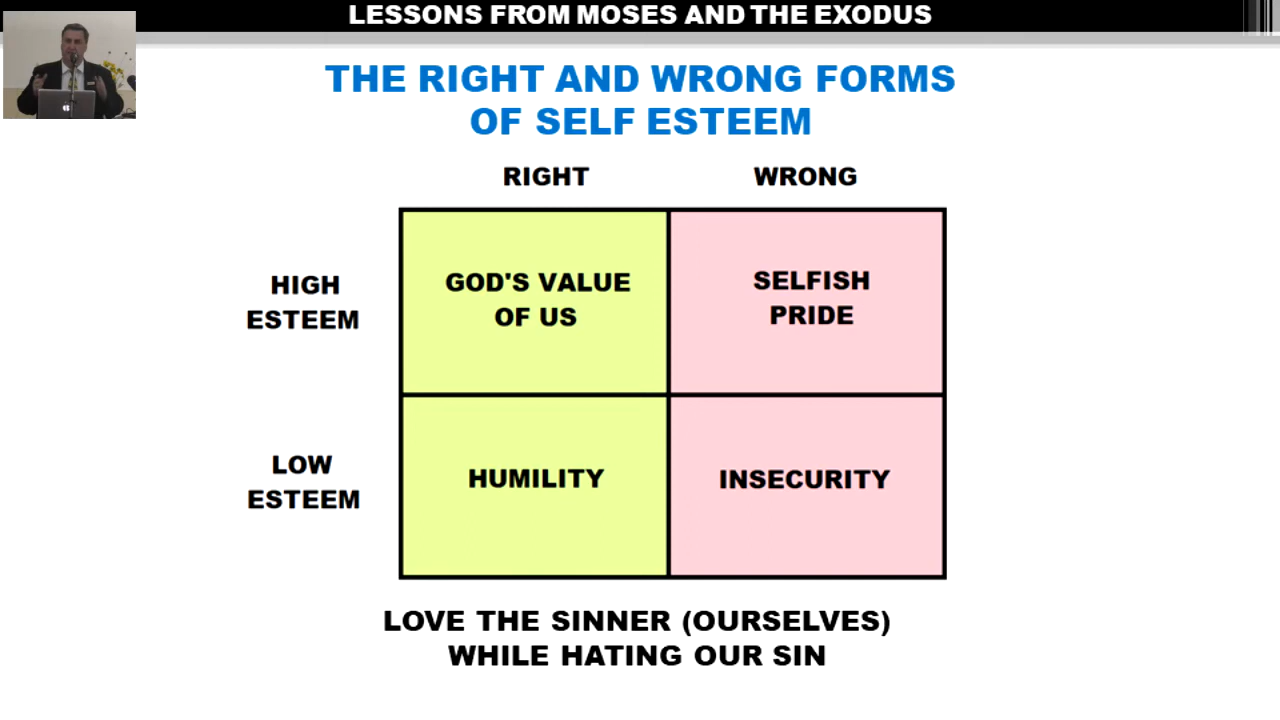 LESSONS FROM MOSES AND THE EXODUS
THE RIGHT AND WRONG FORMS
OF SELF ESTEEM
RIGHT
WRONG
HIGH
ESTEEM
GOD'S VALUE
OF US
SELFISH
PRIDE
LOW
ESTEEM
HUMILITY
INSECURITY
LOVE THE SINNER (OURSELVES)
WHILE HATING OUR SIN